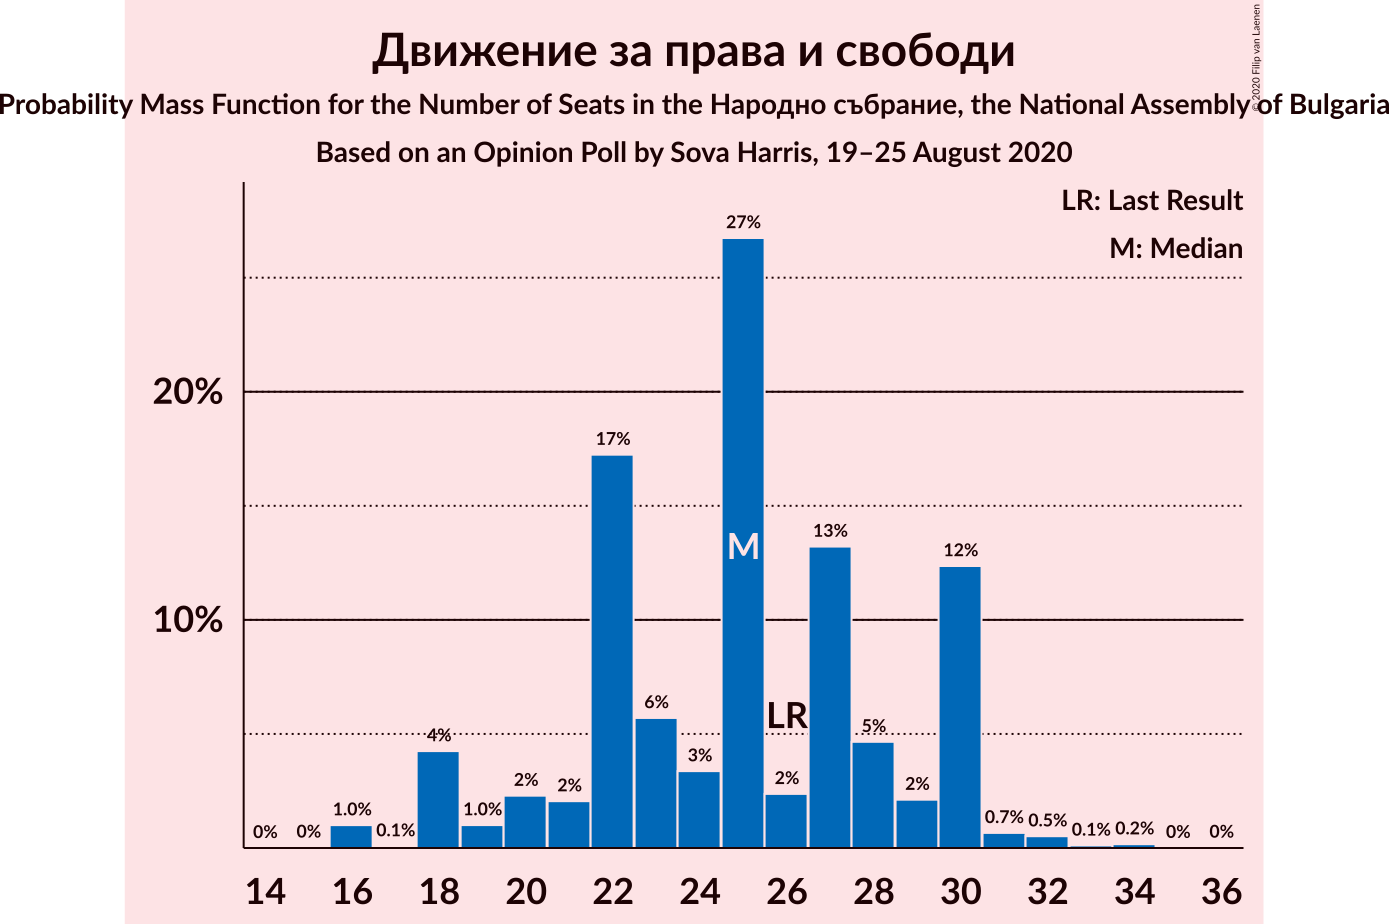 Движение за права и свободи
Probability Mass Function for the Number of Seats in the Народно събрание, the National Assembly of Bulgaria
Based on an Opinion Poll by Sova Harris, 19–25 August 2020
© 2020 Filip van Laenen
LR: Last Result
M: Median
27%
20%
17%
13%
M
12%
10%
6%
LR
5%
4%
3%
2%
2%
2%
2%
1.0%
1.0%
0.7%
0.5%
0% 0% 0.1% 0.1% 0.2% 0% 0%
14 16 18 20 22 24 26 28 30 32 34 36